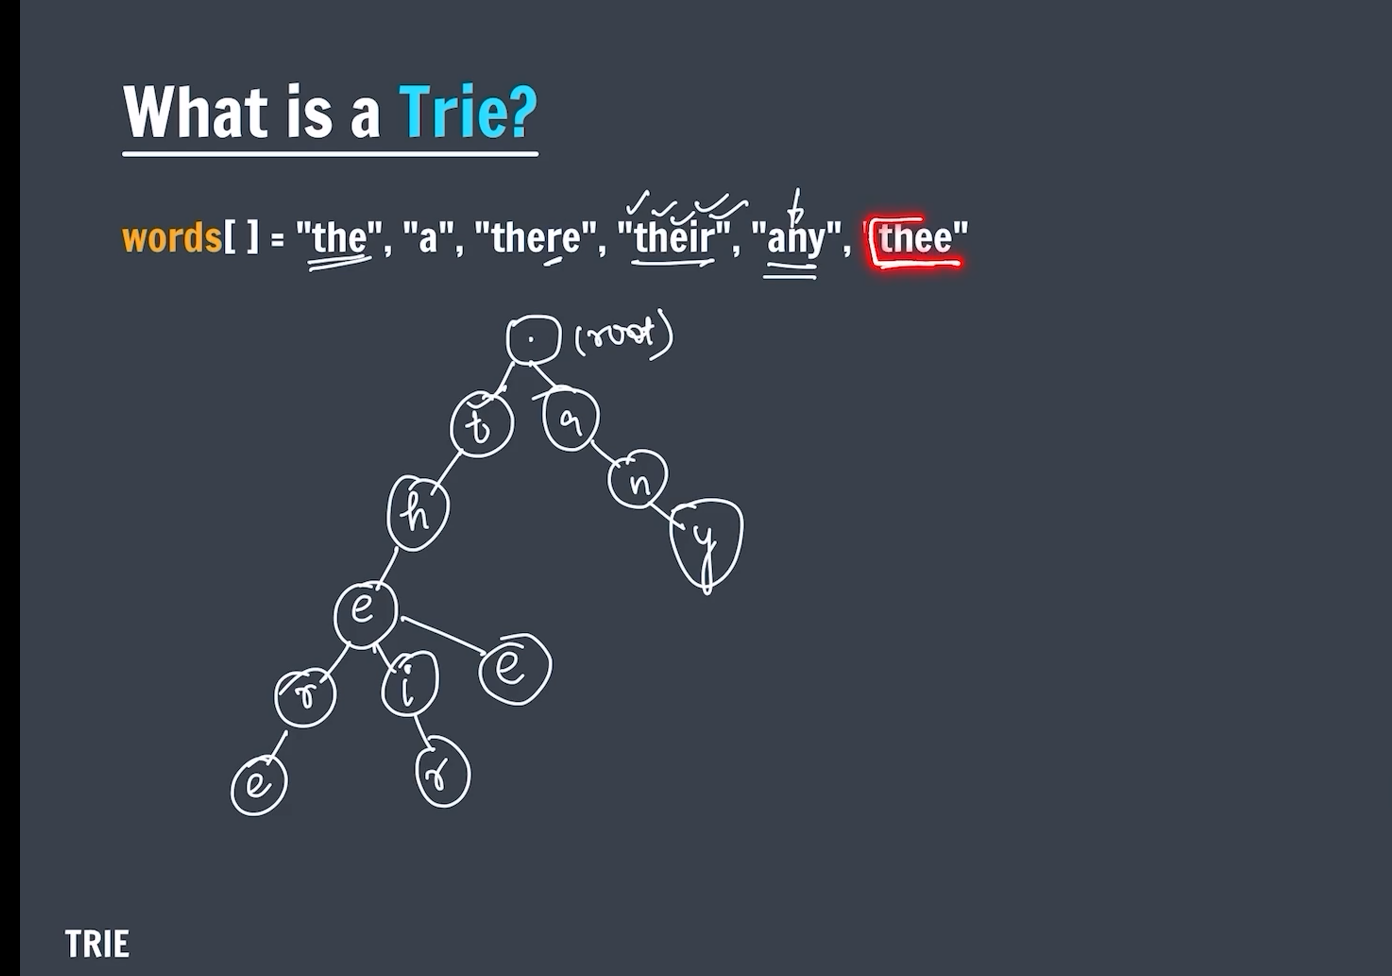 What is a Trie?
words[ ] = "the", "a", "there", "their", "any", "thee"
. (root)
t a
h n
y
e
r i e
e r
TRIE